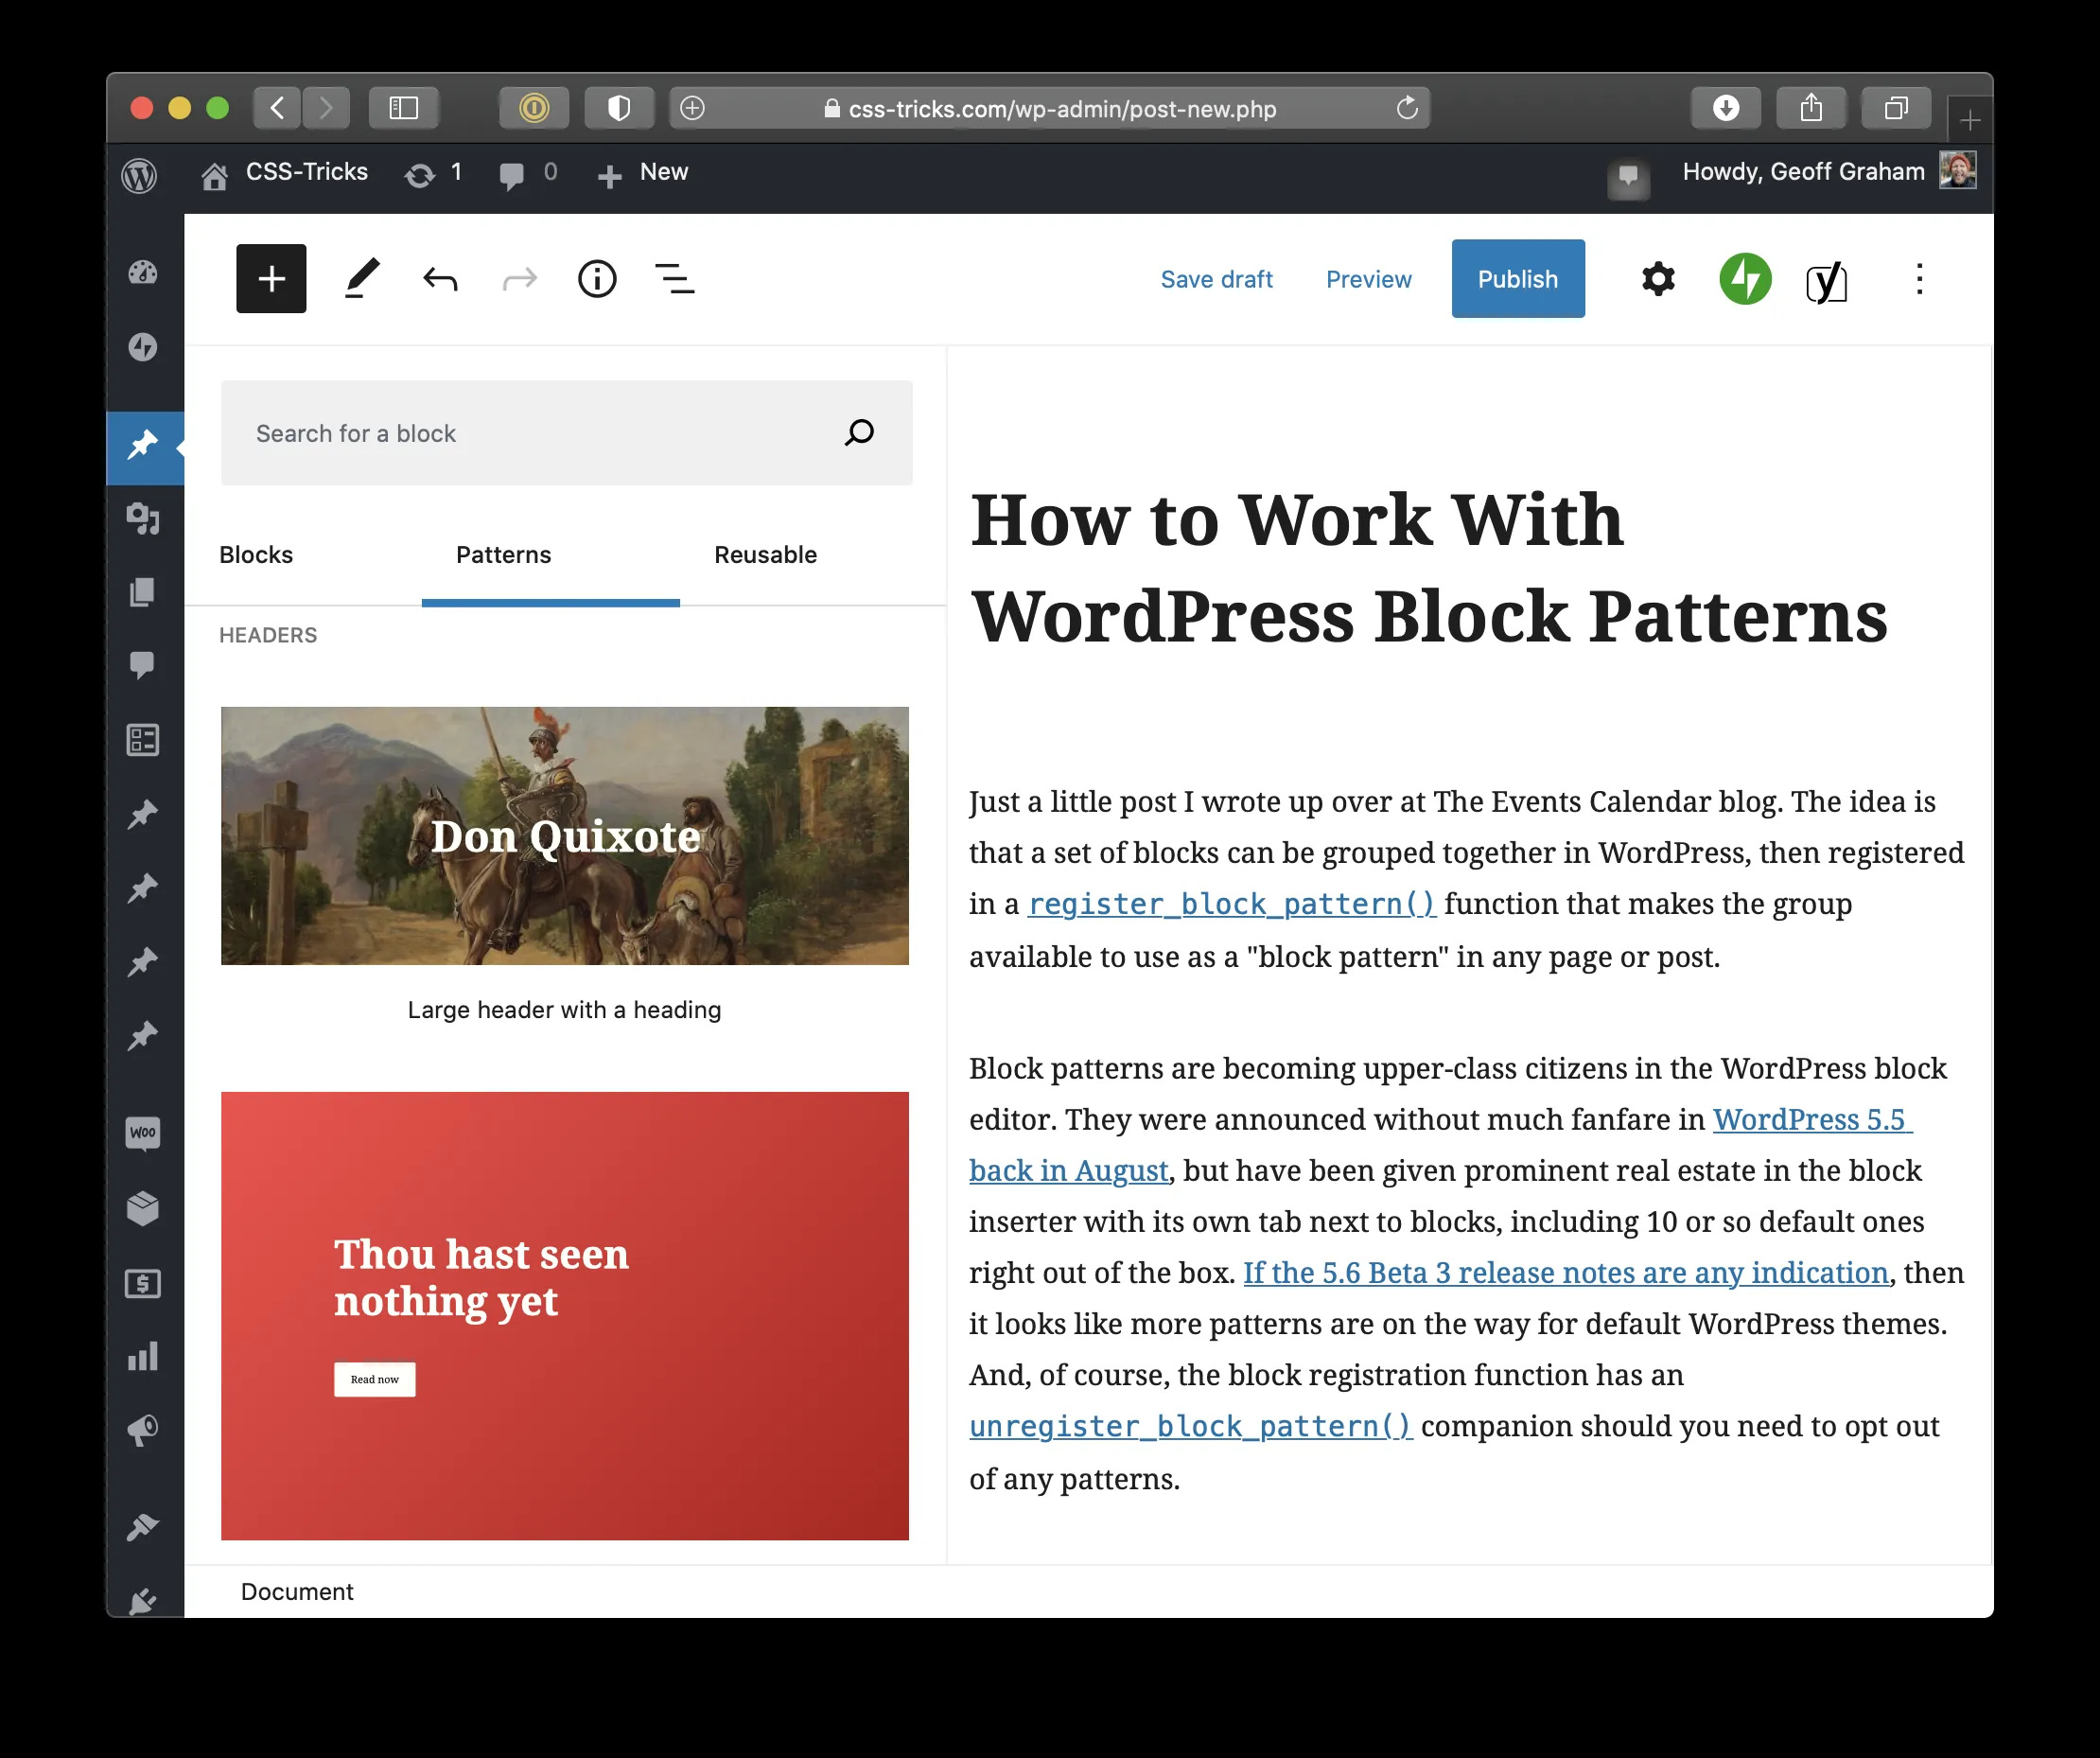 css-tricks.com/wp-admin/post-new.php
CSS-Tricks 1 0 New Howdy, Geoff Graham
Save draft Preview Publish
Search for a block
Blocks Patterns Reusable
HEADERS
Don Quixote
Large header with a heading
Thou hast seen
nothing yet
Read now
WOO
How to Work With
WordPress Block Patterns
Just a little post I wrote up over at The Events Calendar blog. The idea is
that a set of blocks can be grouped together in WordPress, then registered
in a register_block_pattern() function that makes the group
available to use as a "block pattern" in any page or post.
Block patterns are becoming upper-class citizens in the WordPress block
editor. They were announced without much fanfare in WordPress 5.5
back in August, but have been given prominent real estate in the block
inserter with its own tab next to blocks, including 10 or so default ones
right out of the box. If the 5.6 Beta 3 release notes are any indication, then
it looks like more patterns are on the way for default WordPress themes.
And, of course, the block registration function has an
unregister_block_pattern() companion should you need to opt out
of any patterns.
Document